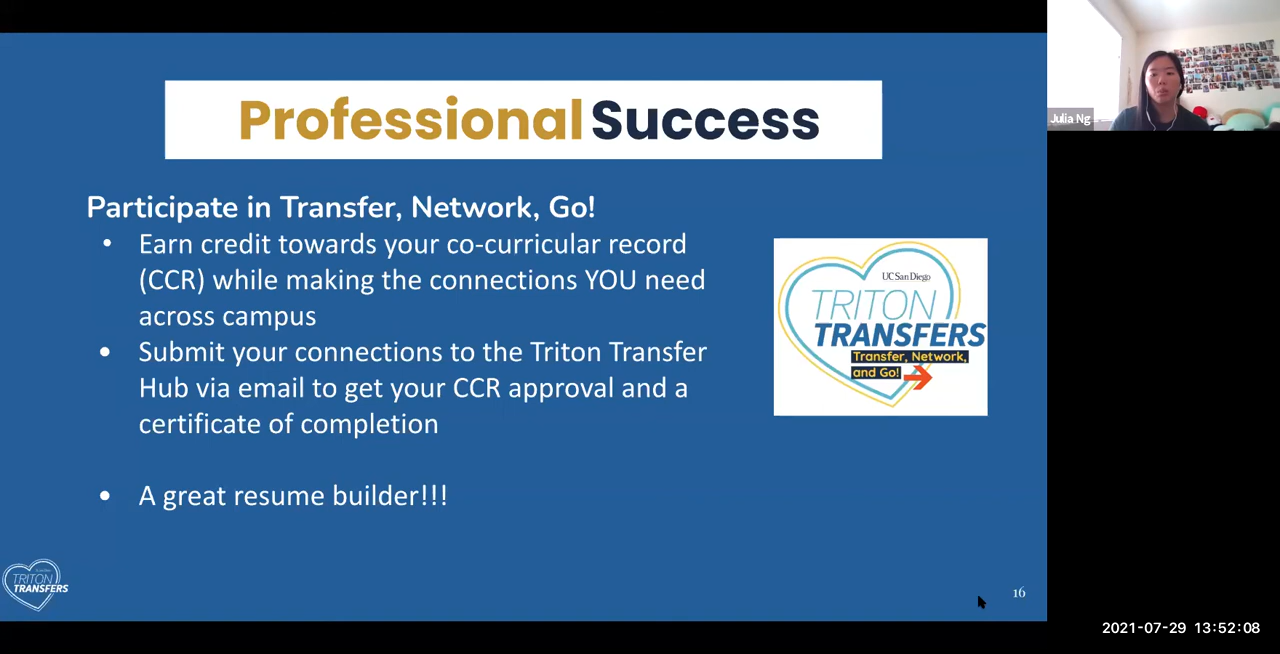 Professional Success
Participate in Transfer, Network, Go!
• Earn credit towards your co-curricular record
(CCR) while making the connections YOU need
across campus
• Submit your connections to the Triton Transfer
Hub via email to get your CCR approval and a
certificate of completion
• A great resume builder!!!
UC San Diego
TRITON
TRANSFERS
Transfer, Network,
and Go!
TRITON
TRANSFERS
16
Julia Ng
2021-07-29 13:52:08